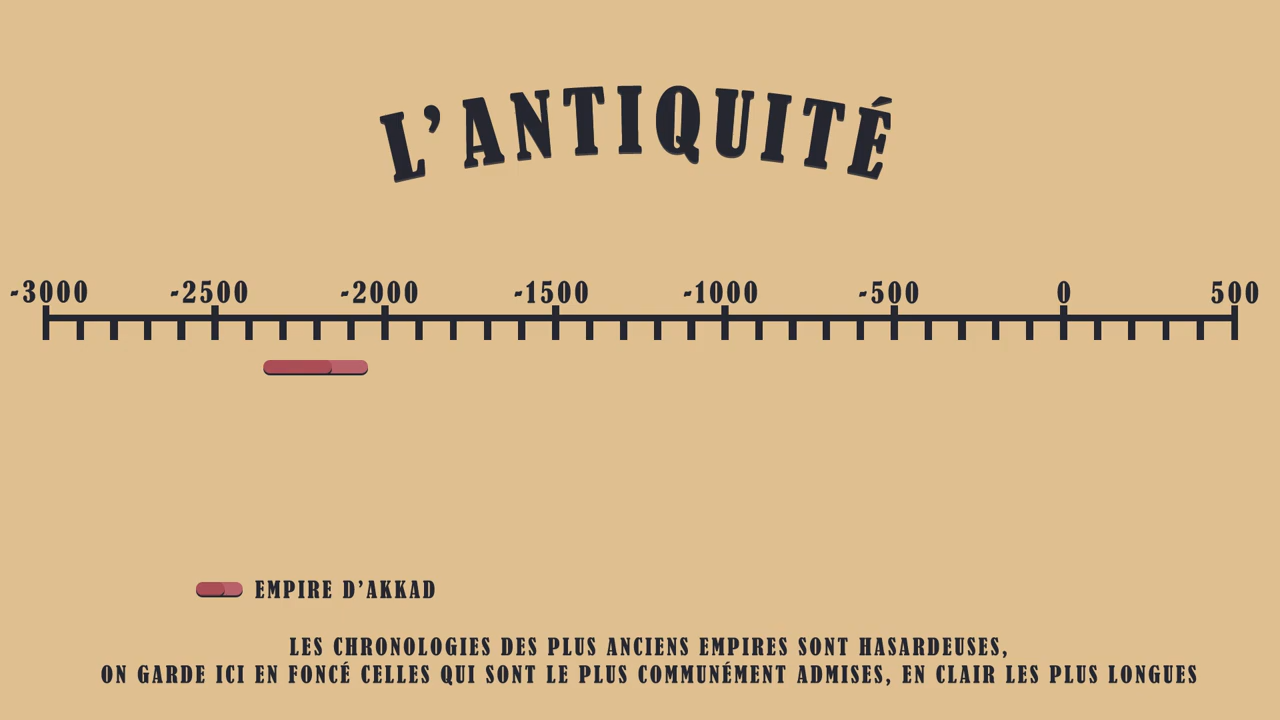 L'ANTIQUITÉ
-3000 -2500 -2000 -1500 -1000 -500 0 500
EMPIRE D'AKKAD
LES CHRONOLOGIES DES PLUS ANCIENS EMPIRES SONT HASARDEUSES,
ON GARDE ICI EN FONCÉ CELLES QUI SONT LE PLUS COMMUNÉMENT ADMISES, EN CLAIR LES PLUS LONGUES